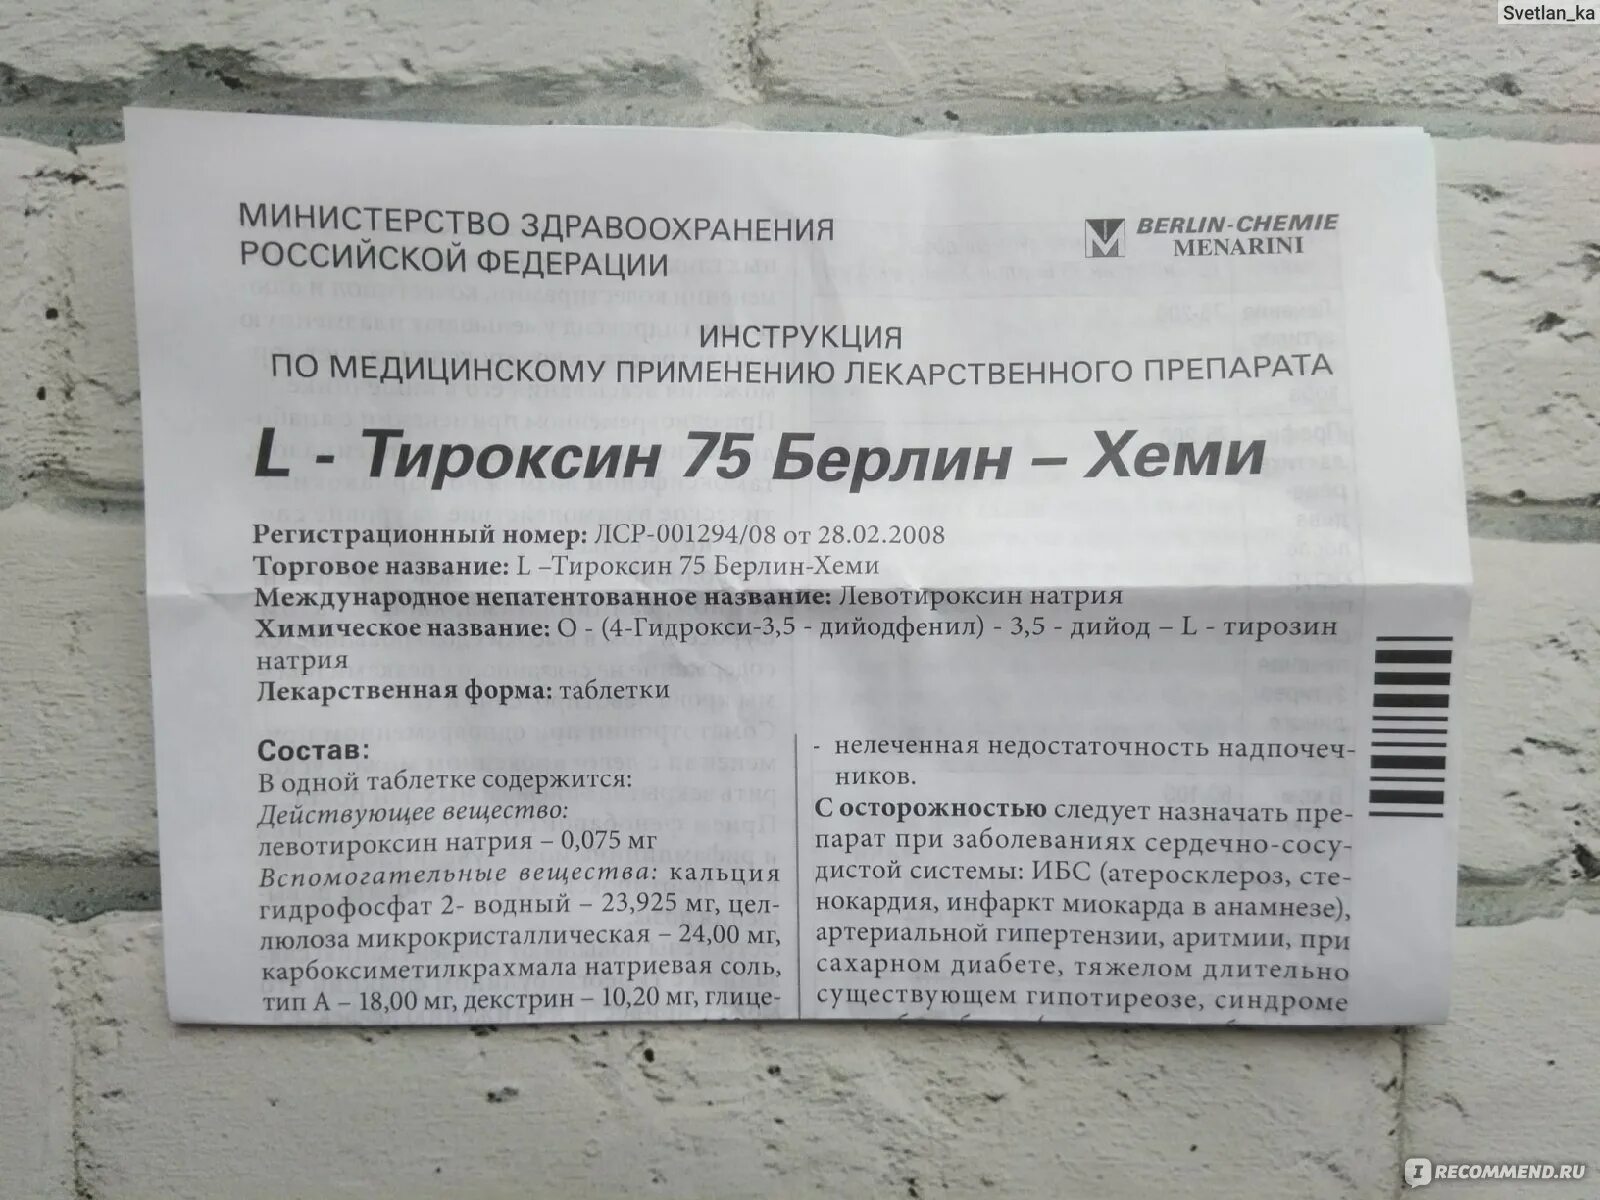 Svetlan_ka
МИНИСТЕРСТВО ЗДРАВООХРАНЕНИЯ
РОССИЙСКОЙ ФЕДЕРАЦИИ
BERLIN-CHEMIE
MENARINI
ИНСТРУКЦИЯ
ПО МЕДИЦИНСКОМУ ПРИМЕНЕНИЮ ЛЕКАРСТВЕННОГО ПРЕПАРАТА
L - Тироксин 75 Берлин – Хеми
Регистрационный номер: ЛСР-001294/08 от 28.02.2008
Торговое название: L –Тироксин 75 Берлин-Хеми
Международное непатентованное название: Левотироксин натрия
Химическое название: О - (4-Гидрокси-3,5 - дийодфенил) - 3,5 - дийод – L - тирозин
натрия
Лекарственная форма: таблетки
Состав:
В одной таблетке содержится:
Действующее вещество:
левотироксин натрия – 0,075 мг
Вспомогательные вещества: кальция
гидрофосфат 2- водный – 23,925 мг, цел-
люлоза микрокристаллическая – 24,00 мг,
карбоксиметилкрахмала натриевая соль,
тип А – 18,00 мг, декстрин – 10,20 мг, глице-
- нелеченная недостаточность надпочеч-
ников.
С осторожностью следует назначать пре-
парат при заболеваниях сердечно-сосу-
дистой системы: ИБС (атеросклероз, сте-
нокардия, инфаркт миокарда в анамнезе),
артериальной гипертензии, аритмии, при
сахарном диабете, тяжелом длительно
существующем гипотиреозе, синдроме
IRECOMMEND.RU